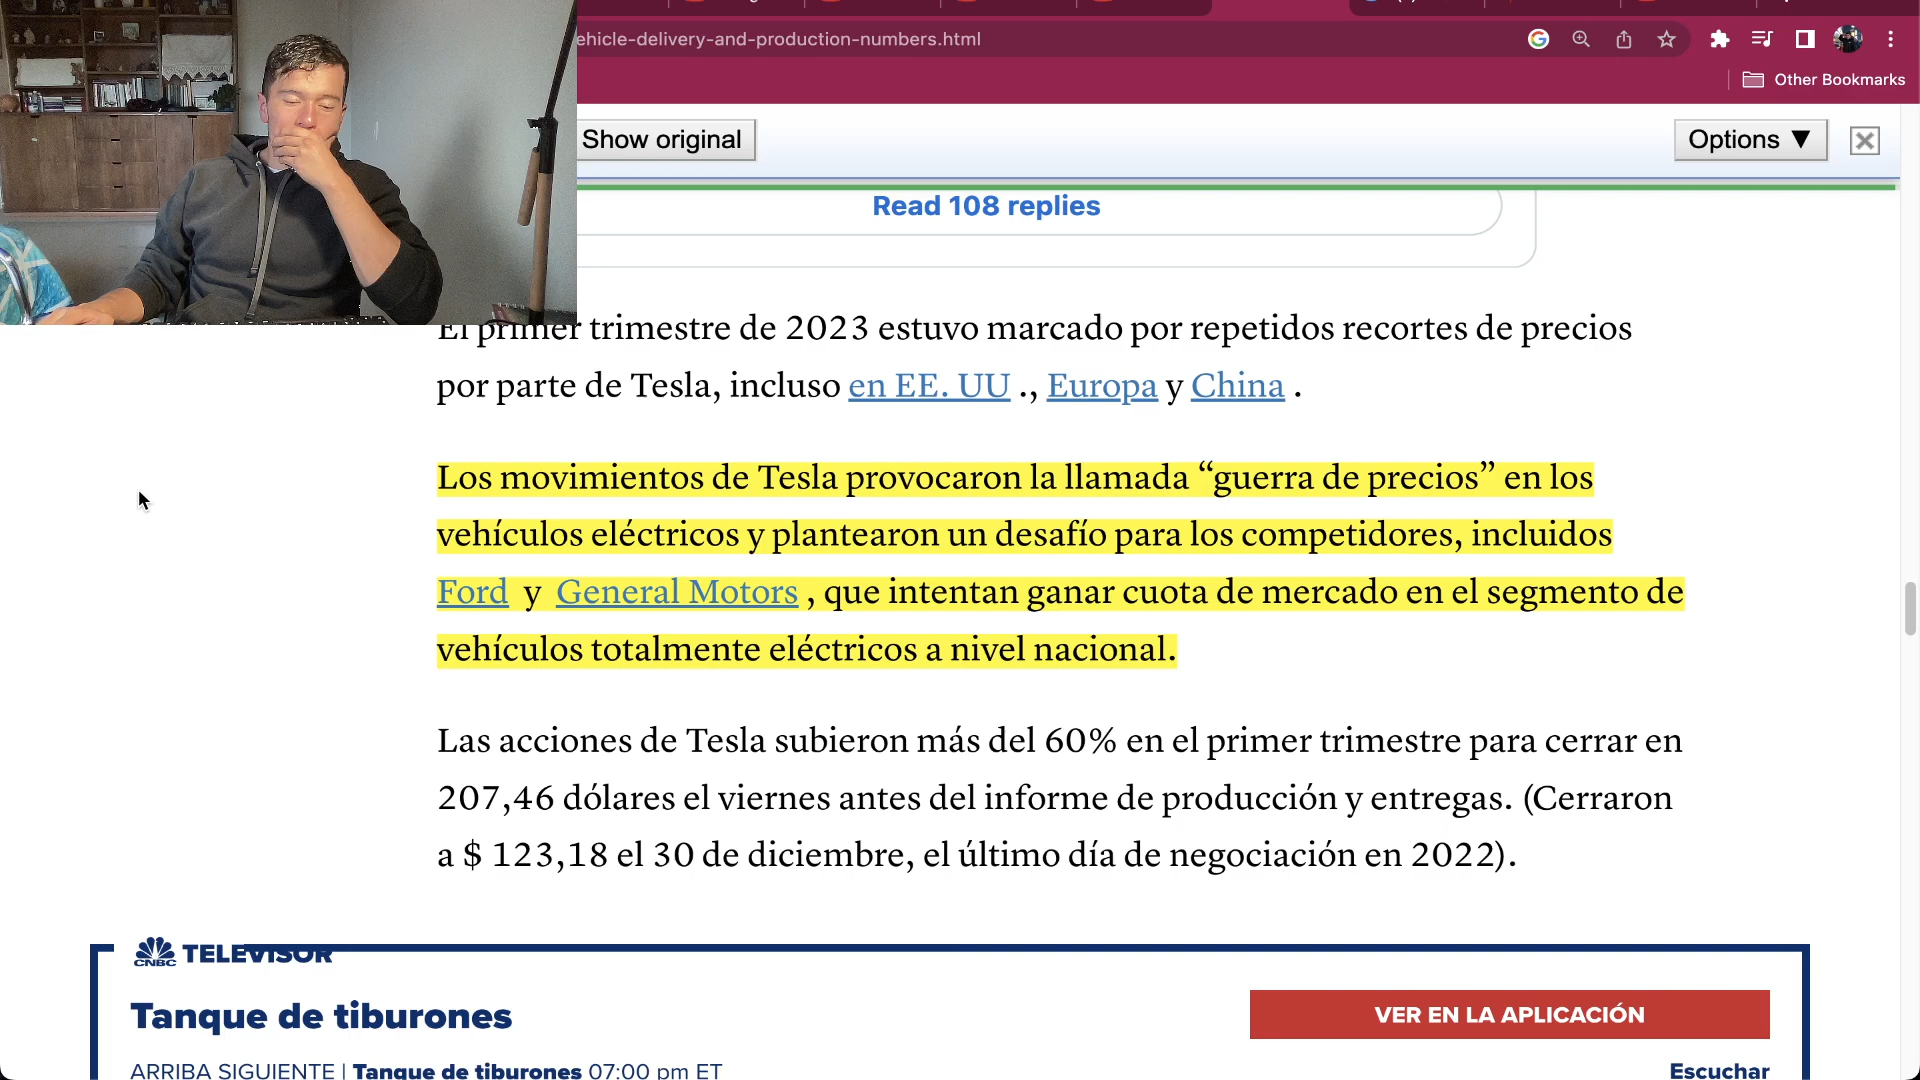 ehicle-delivery-and-production-numbers.html
Other Bookmarks
Show original
Options ▼
Read 108 replies
El primer trimestre de 2023 estuvo marcado por repetidos recortes de precios
por parte de Tesla, incluso en EE. UU ., Europa y China .
Los movimientos de Tesla provocaron la llamada “guerra de precios” en los
vehículos eléctricos y plantearon un desafío para los competidores, incluidos
Ford y General Motors , que intentan ganar cuota de mercado en el segmento de
vehículos totalmente eléctricos a nivel nacional.
Las acciones de Tesla subieron más del 60% en el primer trimestre para cerrar en
207,46 dólares el viernes antes del informe de producción y entregas. (Cerraron
a $ 123,18 el 30 de diciembre, el último día de negociación en 2022).
CNBC TELEVISOR
Tanque de tiburones
VER EN LA APLICACIÓN
ARRIBA SIGUIENTE | Tanque de tiburones 07:00 pm ET
Escuchar